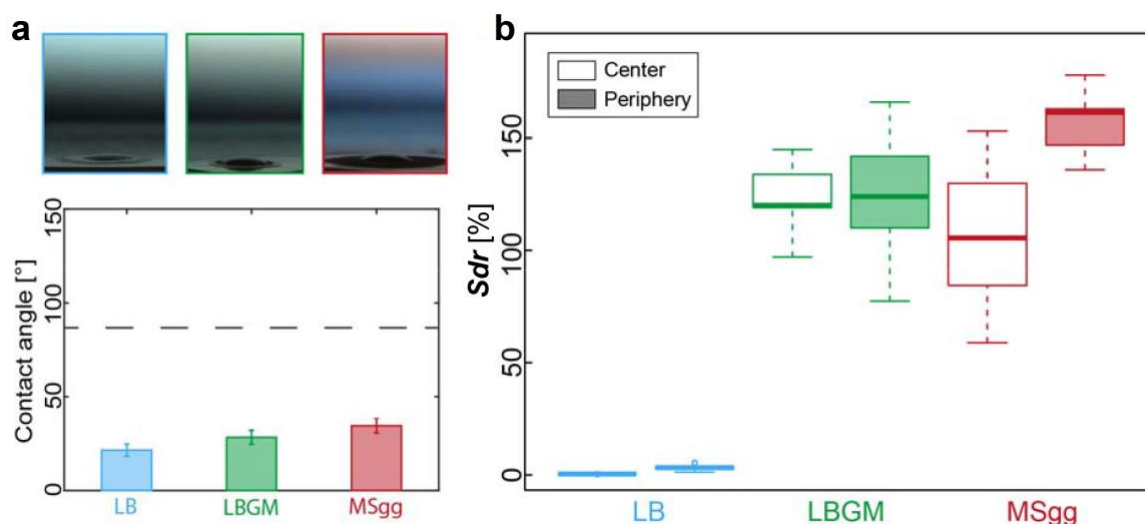 a
b
Center
Periphery
150
100
50
0
Contact angle [°]
LB
LBGM
MSgg
150
100
50
0
Sdr [%]
LB
LBGM
MSgg